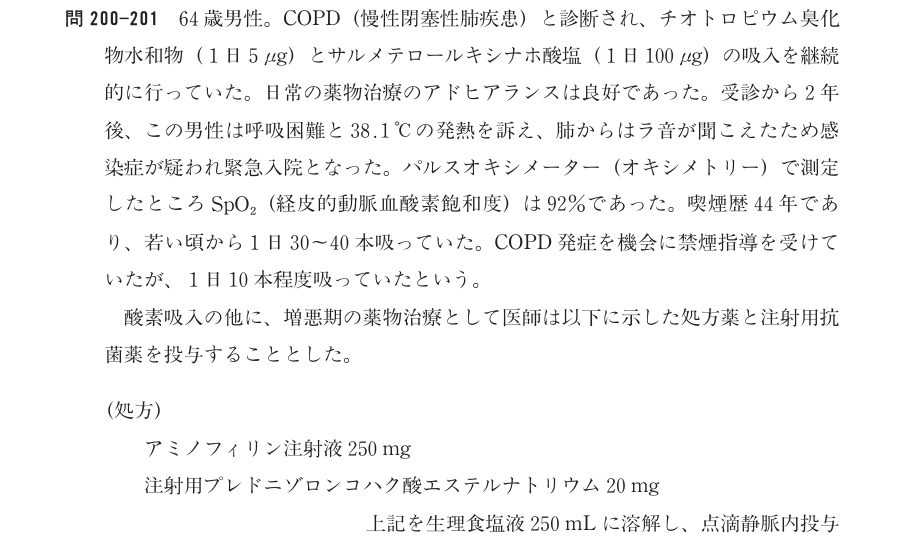 問 200−201　64 歳男性。COPD（慢性閉塞性肺疾患）と診断され、チオトロピウム臭化
物水和物（１日 5 μg）とサルメテロールキシナホ酸塩（１日 100 μg）の吸入を継続
的に行っていた。日常の薬物治療のアドヒアランスは良好であった。受診から 2 年
後、この男性は呼吸困難と 38.1 ℃の発熱を訴え、肺からはラ音が聞こえたため感
染症が疑われ緊急入院となった。パルスオキシメーター（オキシメトリー）で測定
したところ SpO₂（経皮的動脈血酸素飽和度）は 92％であった。喫煙歴 44 年であ
り、若い頃から 1 日 30～40 本吸っていた。COPD 発症を機会に禁煙指導を受けて
いたが、１日 10 本程度吸っていたという。
酸素吸入の他に、増悪期の薬物治療として医師は以下に示した処方薬と注射用抗
菌薬を投与することとした。
（処方）
アミノフィリン注射液 250 mg
注射用プレドニゾロンコハク酸エステルナトリウム 20 mg
上記を生理食塩液 250 mL に溶解し、点滴静脈内投与